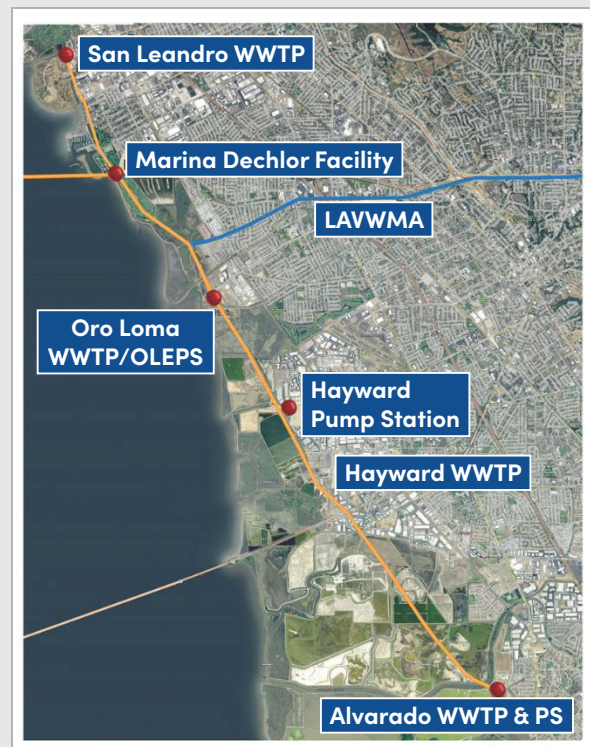 San Leandro WWTP
Marina Dechlor Facility
LAVWMA
Oro Loma
WWTP/OLEPS
Hayward
Pump Station
Hayward WWTP
Alvarado WWTP & PS